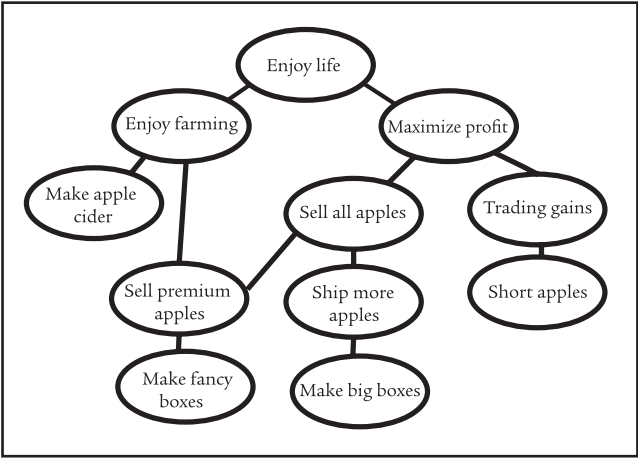 Enjoy life
Enjoy farming
Maximize profit
Make apple
cider
Sell all apples
Trading gains
Sell premium
apples
Ship more
apples
Short apples
Make fancy
boxes
Make big boxes